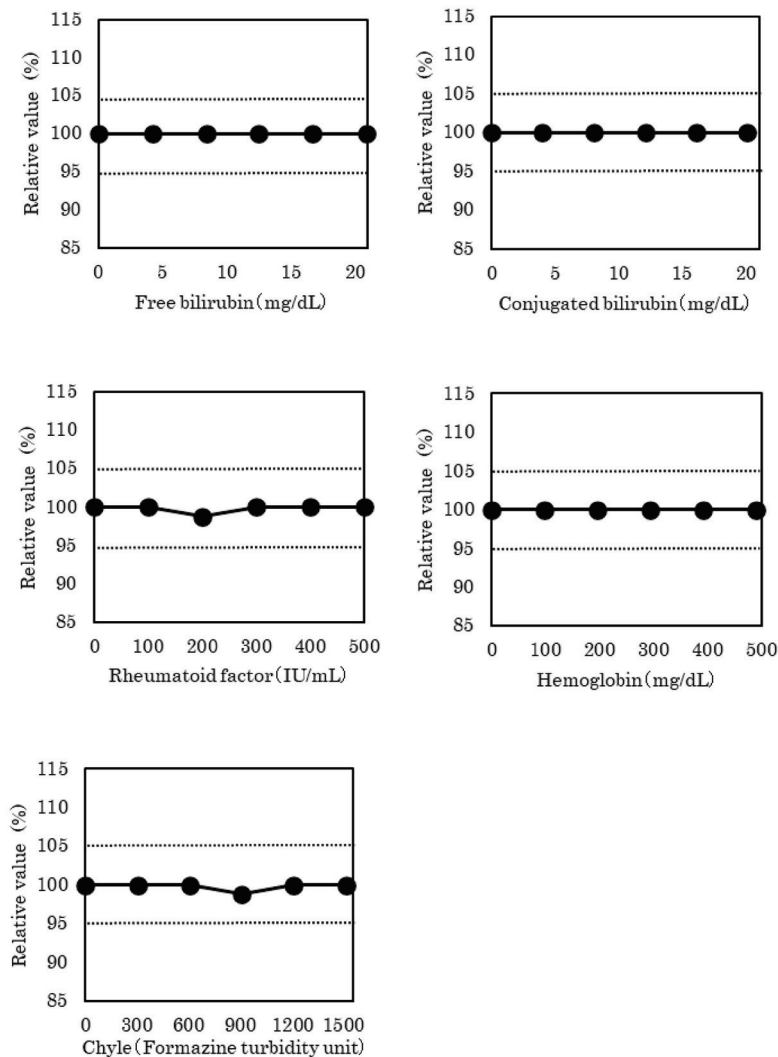 115
110
105
100
95
90
85
Relative value (%)
0 5 10 15 20
Free bilirubin(mg/dL)
115
110
105
100
95
90
85
Relative value (%)
0 5 10 15 20
Conjugated bilirubin(mg/dL)
115
110
105
100
95
90
85
Relative value (%)
0 100 200 300 400 500
Rheumatoid factor(IU/mL)
115
110
105
100
95
90
85
Relative value (%)
0 100 200 300 400 500
Hemoglobin(mg/dL)
115
110
105
100
95
90
85
Relative value (%)
0 300 600 900 1200 1500
Chyle(Formazine turbidity unit)